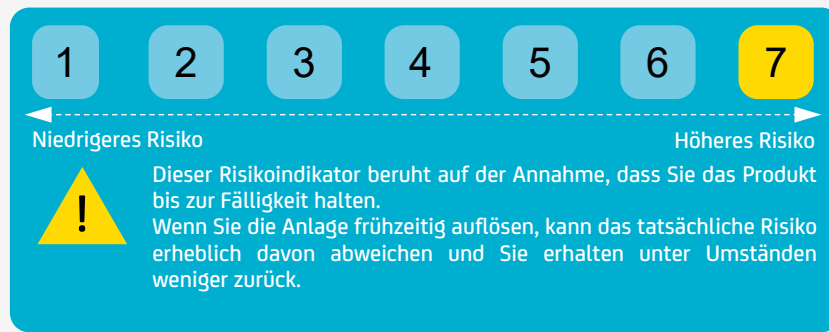 1 2 3 4 5 6 7
Niedrigeres Risiko Höheres Risiko
Dieser Risikoindikator beruht auf der Annahme, dass Sie das Produkt
bis zur Fälligkeit halten.
! Wenn Sie die Anlage frühzeitig auflösen, kann das tatsächliche Risiko
erheblich davon abweichen und Sie erhalten unter Umständen
weniger zurück.